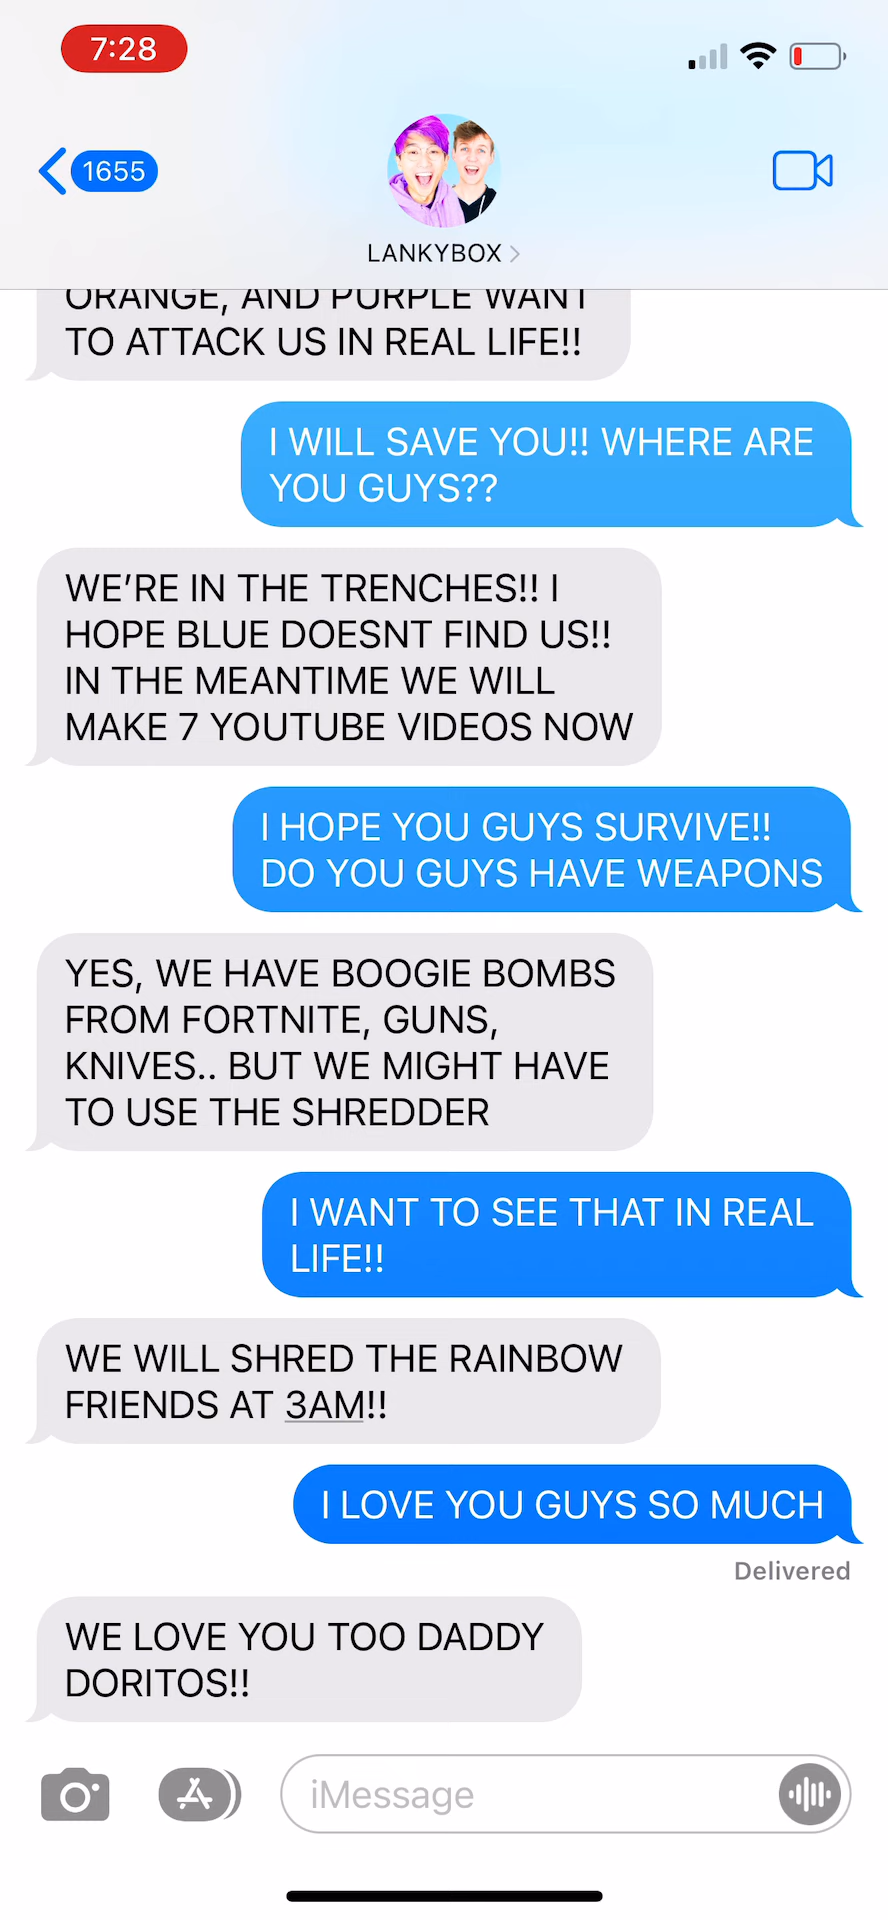 7:28
1655
LANKYBOX
ORANGE, AND PURPLE WANT
TO ATTACK US IN REAL LIFE!!
I WILL SAVE YOU!! WHERE ARE
YOU GUYS??
WE’RE IN THE TRENCHES!! I
HOPE BLUE DOESNT FIND US!!
IN THE MEANTIME WE WILL
MAKE 7 YOUTUBE VIDEOS NOW
I HOPE YOU GUYS SURVIVE!!
DO YOU GUYS HAVE WEAPONS
YES, WE HAVE BOOGIE BOMBS
FROM FORTNITE, GUNS,
KNIVES.. BUT WE MIGHT HAVE
TO USE THE SHREDDER
I WANT TO SEE THAT IN REAL
LIFE!!
WE WILL SHRED THE RAINBOW
FRIENDS AT 3AM!!
I LOVE YOU GUYS SO MUCH
Delivered
WE LOVE YOU TOO DADDY
DORITOS!!
iMessage